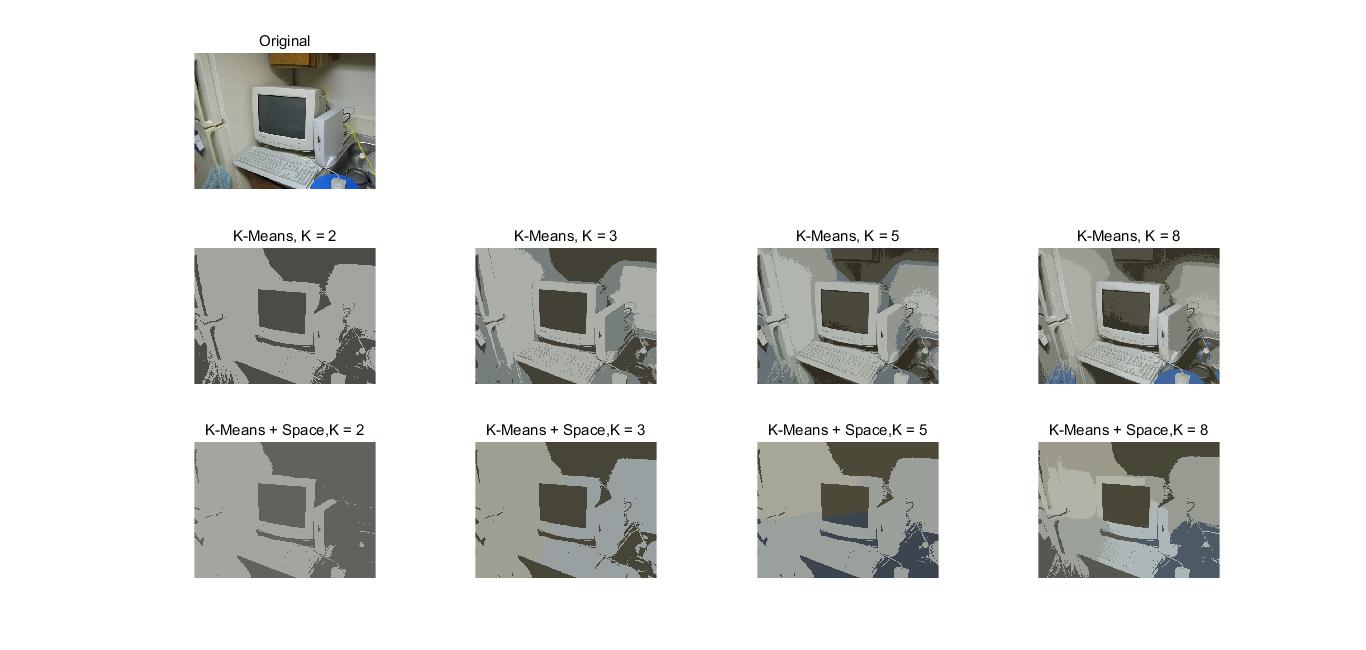 Original
K-Means, K = 2
K-Means, K = 3
K-Means, K = 5
K-Means, K = 8
K-Means + Space,K = 2
K-Means + Space,K = 3
K-Means + Space,K = 5
K-Means + Space,K = 8